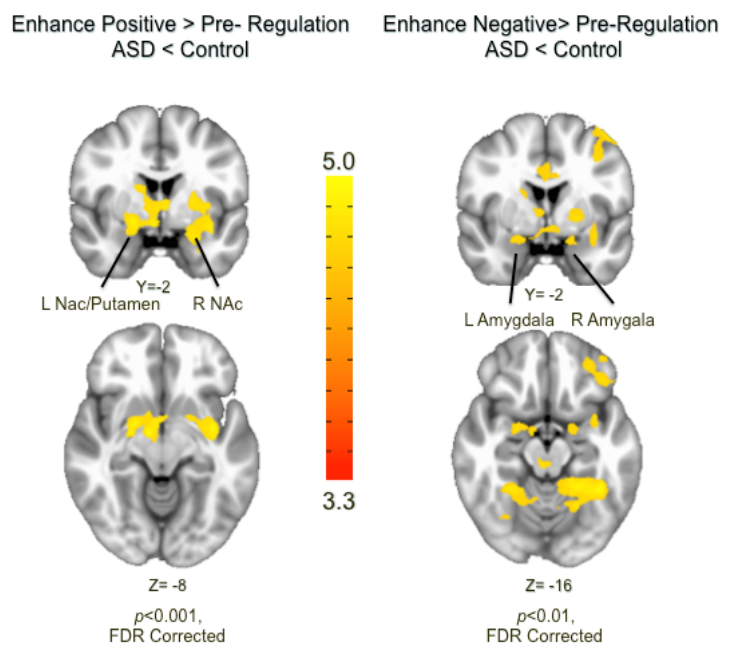 Enhance Positive > Pre- Regulation
ASD < Control
Enhance Negative> Pre-Regulation
ASD < Control
5.0
3.3
Y=-2
L Nac/Putamen
R NAc
Y= -2
L Amygdala
R Amygala
Z= -8
p<0.001,
FDR Corrected
Z= -16
p<0.01,
FDR Corrected